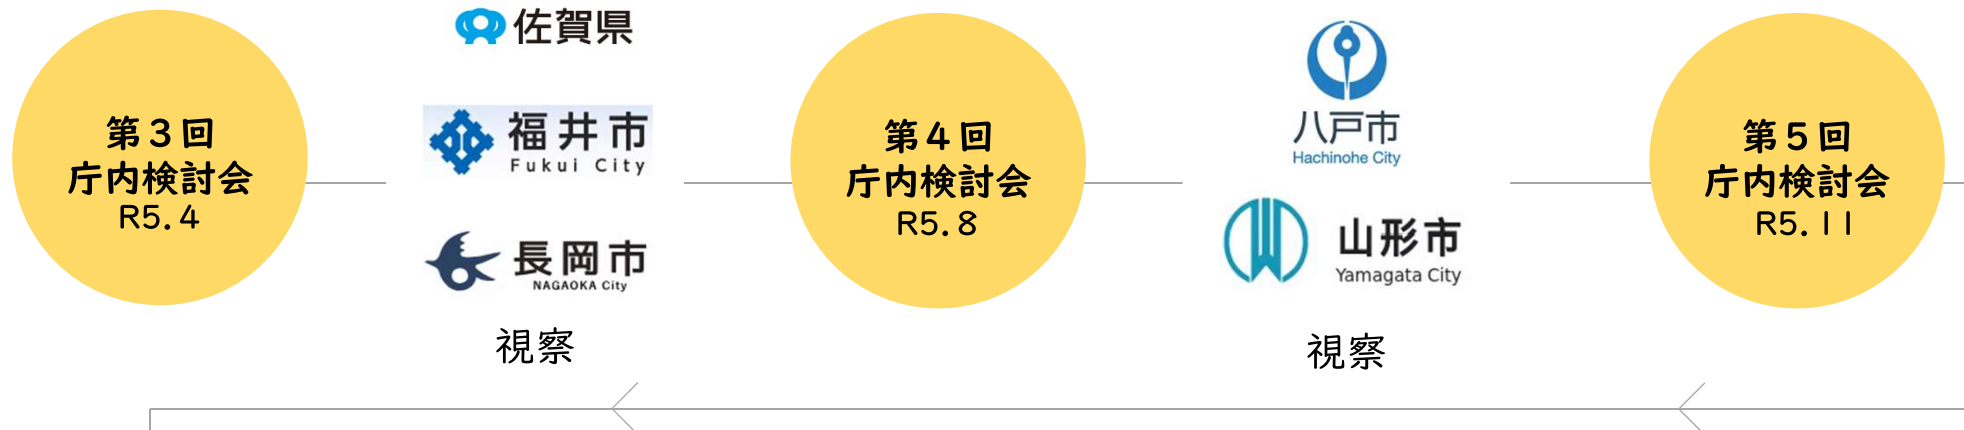 第３回
庁内検討会
R5.4
佐賀県
福井市
Fukui City
長岡市
NAGAOKA City
視察
第４回
庁内検討会
R5.8
八戸市
Hachinohe City
山形市
Yamagata City
視察
第５回
庁内検討会
R5.11